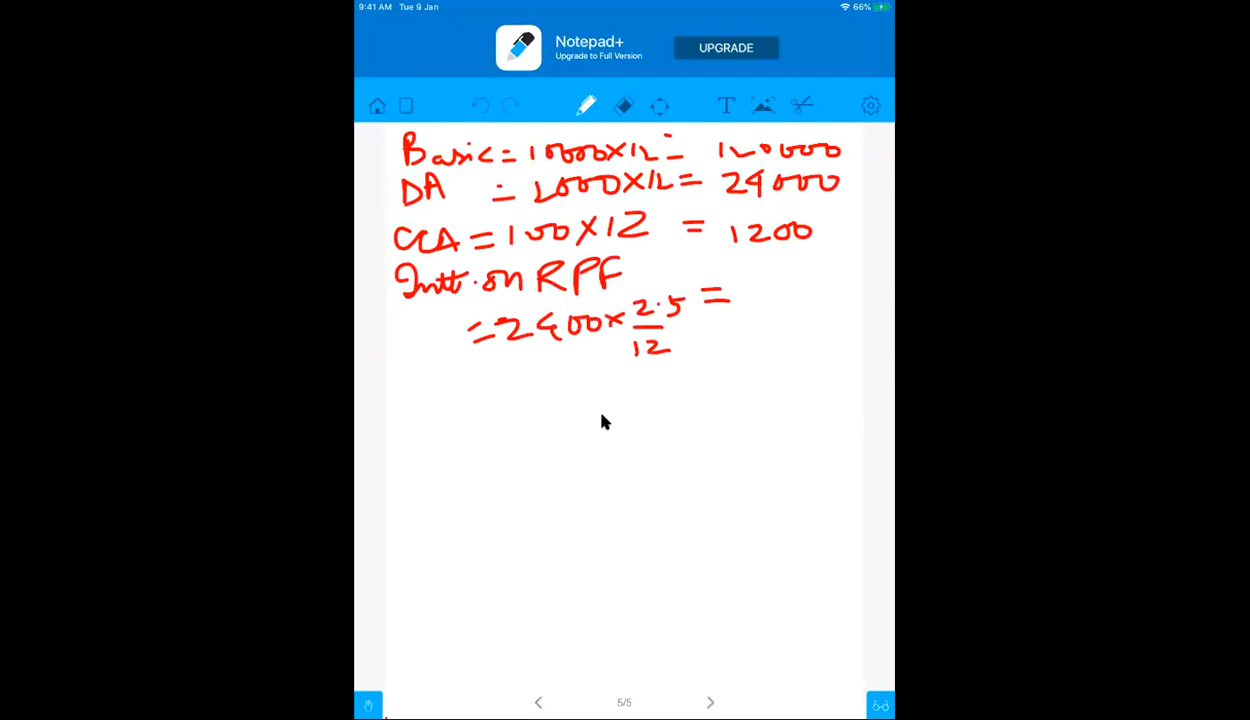 9:41 AM Tue 9 Jan 66%
Notepad+
Upgrade to Full Version
UPGRADE
T
Basic = 10000×12 = 120000
DA = 2000×12 = 24000
CCA = 100×12 = 1200
Intt. on RPF
= 2400×2.5/12 =
5/5